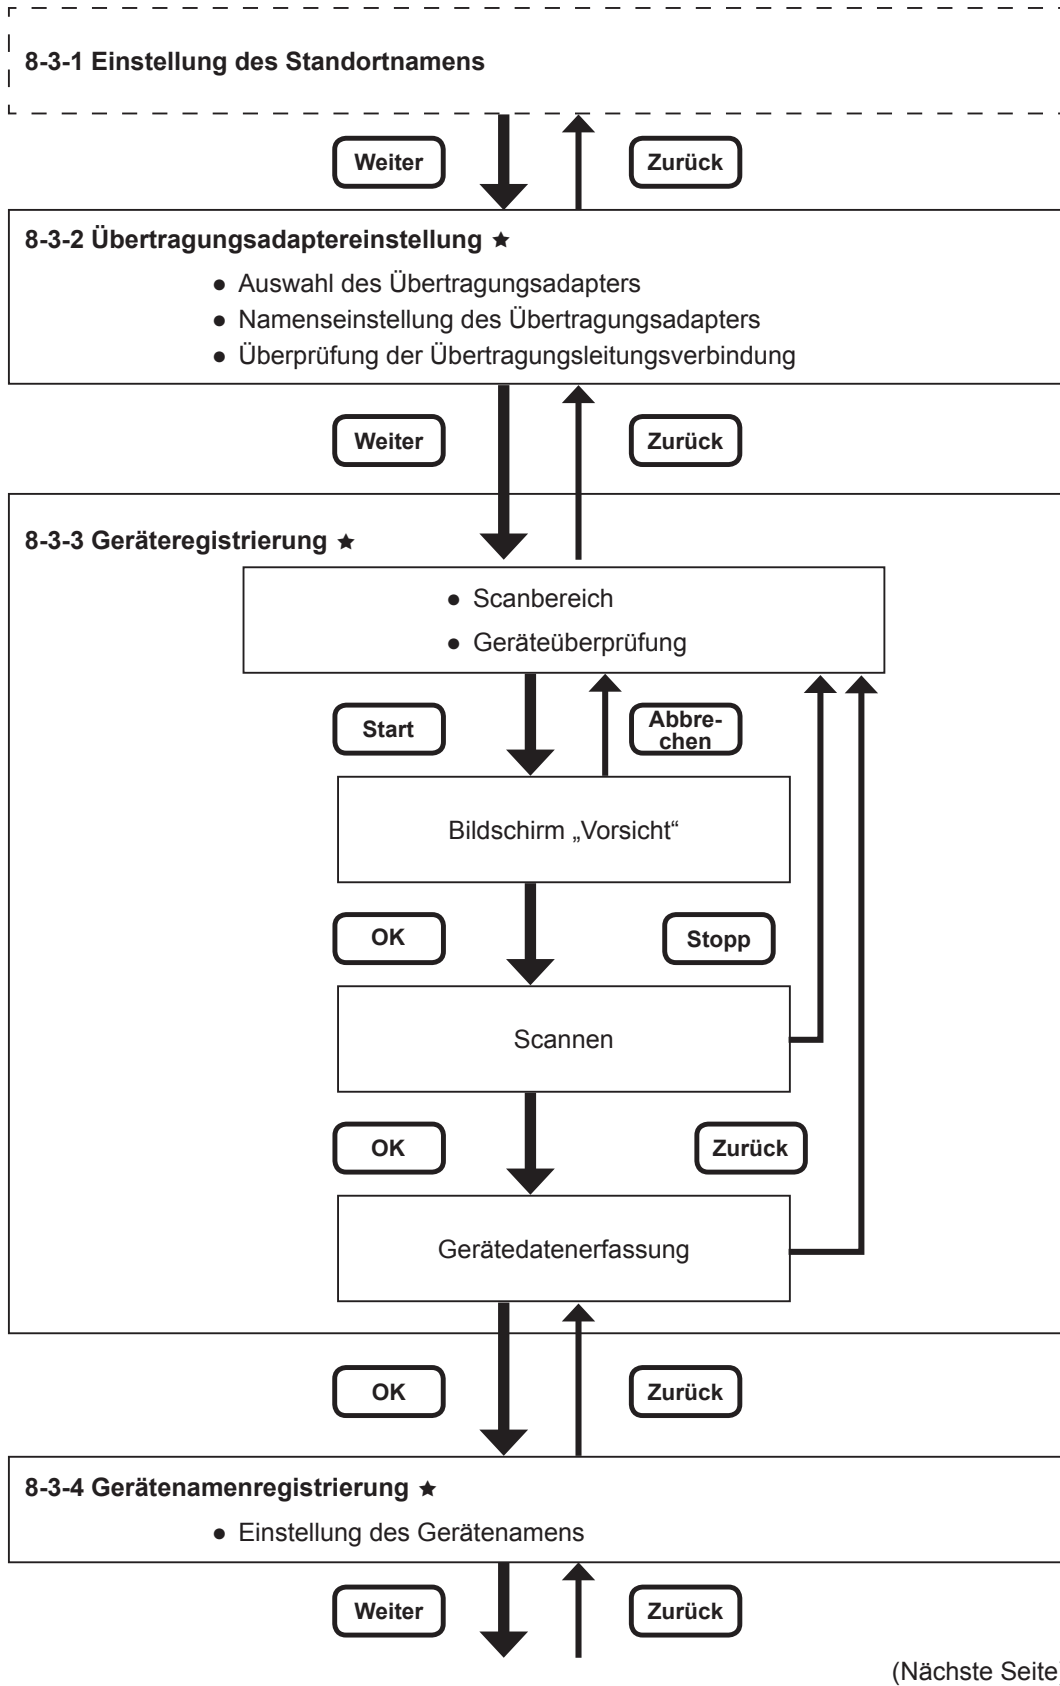 8-3-1 Einstellung des Standortnamens
Weiter
Zurück
8-3-2 Übertragungsadaptereinstellung ★
● Auswahl des Übertragungsadapters
● Namenseinstellung des Übertragungsadapters
● Überprüfung der Übertragungsleitungsverbindung
Weiter
Zurück
8-3-3 Geräteregistrierung ★
● Scanbereich
● Geräteüberprüfung
Start
Abbre-
chen
Bildschirm „Vorsicht“
OK
Stopp
Scannen
OK
Zurück
Gerätedatenerfassung
OK
Zurück
8-3-4 Gerätenamenregistrierung ★
● Einstellung des Gerätenamens
Weiter
Zurück
(Nächste Seite)